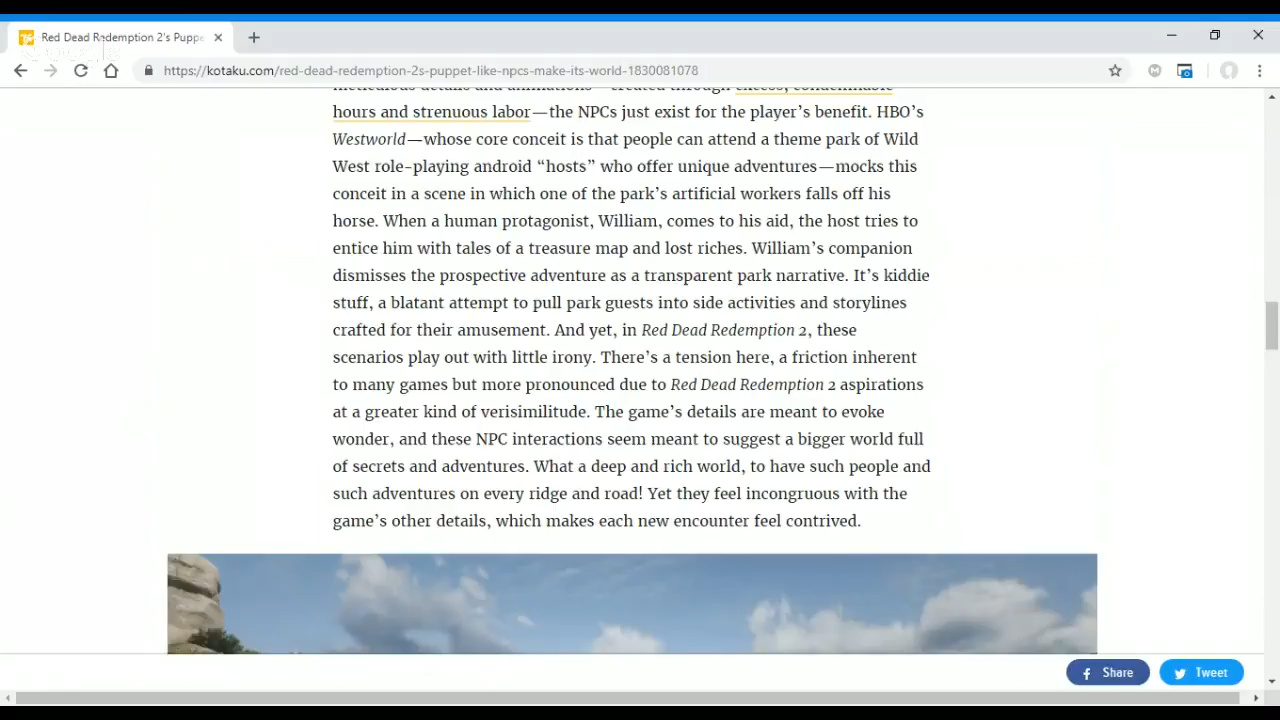 Red Dead Redemption 2's Puppe
https://kotaku.com/red-dead-redemption-2s-puppet-like-npcs-make-its-world-1830081078
meticulous details and animations—created through excess, condemnable
hours and strenuous labor—the NPCs just exist for the player’s benefit. HBO’s
Westworld—whose core conceit is that people can attend a theme park of Wild
West role-playing android “hosts” who offer unique adventures—mocks this
conceit in a scene in which one of the park’s artificial workers falls off his
horse. When a human protagonist, William, comes to his aid, the host tries to
entice him with tales of a treasure map and lost riches. William’s companion
dismisses the prospective adventure as a transparent park narrative. It’s kiddie
stuff, a blatant attempt to pull park guests into side activities and storylines
crafted for their amusement. And yet, in Red Dead Redemption 2, these
scenarios play out with little irony. There’s a tension here, a friction inherent
to many games but more pronounced due to Red Dead Redemption 2 aspirations
at a greater kind of verisimilitude. The game’s details are meant to evoke
wonder, and these NPC interactions seem meant to suggest a bigger world full
of secrets and adventures. What a deep and rich world, to have such people and
such adventures on every ridge and road! Yet they feel incongruous with the
game’s other details, which makes each new encounter feel contrived.
Share
Tweet